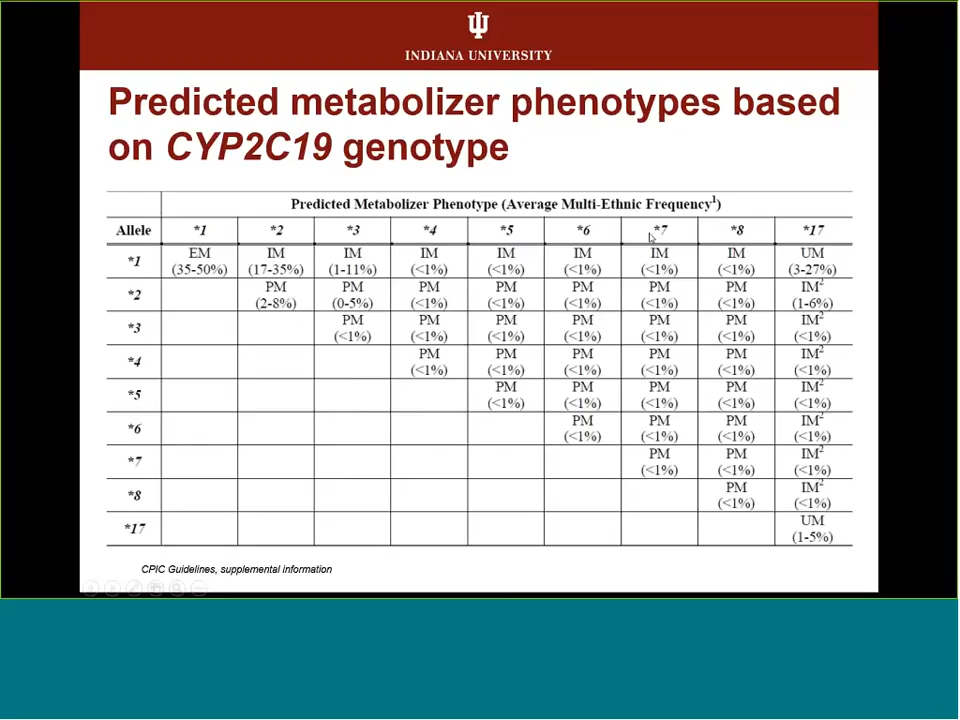 INDIANA UNIVERSITY
Predicted metabolizer phenotypes based
on CYP2C19 genotype
Predicted Metabolizer Phenotype (Average Multi-Ethnic Frequency¹)
Allele *1 *2 *3 *4 *5 *6 *7 *8 *17
*1 EM (35-50%) IM (17-35%) IM (1-11%) IM (<1%) IM (<1%) IM (<1%) IM (<1%) IM (<1%) UM (3-27%)
*2 PM (2-8%) PM (0-5%) PM (<1%) PM (<1%) PM (<1%) PM (<1%) PM (<1%) IM² (1-6%)
*3 PM (<1%) PM (<1%) PM (<1%) PM (<1%) PM (<1%) PM (<1%) IM² (<1%)
*4 PM (<1%) PM (<1%) PM (<1%) PM (<1%) PM (<1%) IM² (<1%)
*5 PM (<1%) PM (<1%) PM (<1%) PM (<1%) IM² (<1%)
*6 PM (<1%) PM (<1%) PM (<1%) IM² (<1%)
*7 PM (<1%) PM (<1%) IM² (<1%)
*8 PM (<1%) IM² (<1%)
*17 UM (1-5%)
CPIC Guidelines, supplemental information